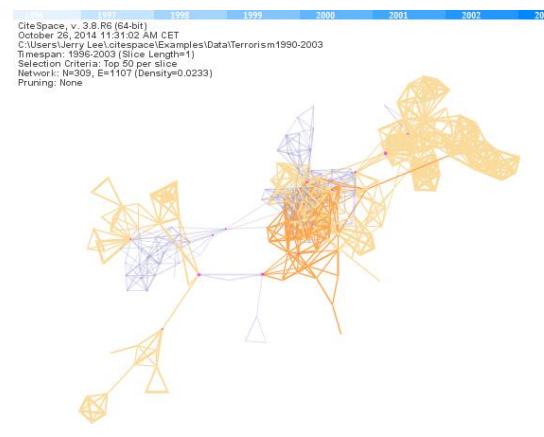 1996 1997 1998 1999 2000 2001 2002
CiteSpace, v. 3.8.R6 (64-bit)
October 26, 2014 11:31:02 AM CET
C:\Users\Jerry Lee\.citespace\Examples\Data\Terrorism1990-2003
Timespan: 1996-2003 (Slice Length=1)
Selection Criteria: Top 50 per slice
Network: N=309, E=1107 (Density=0.0233)
Pruning: None